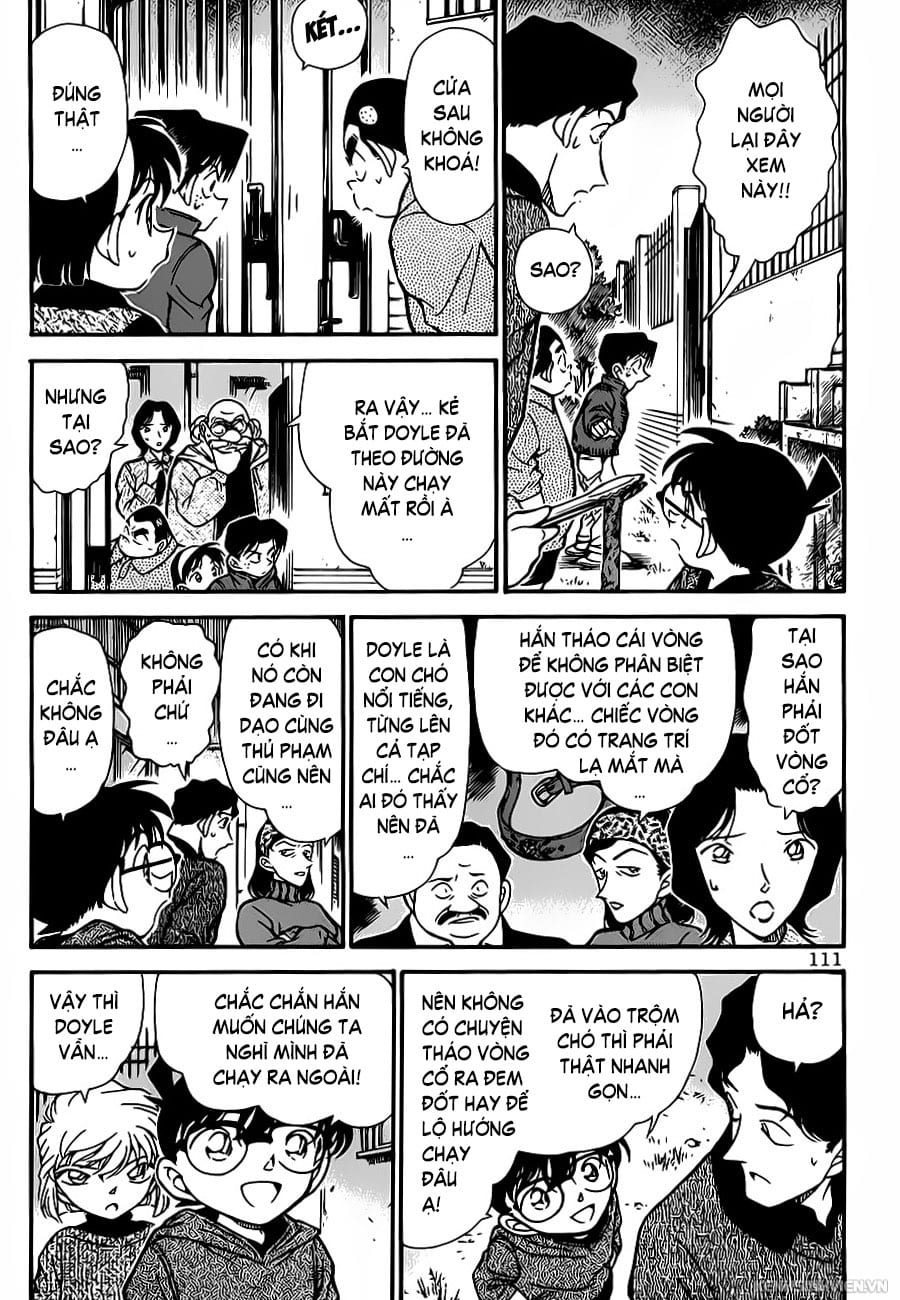 MỌI
NGƯỜI
LẠI ĐÂY
XEM
NÀY!!
SAO?
CỬA
SAU
KHÔNG
KHOÁ!
KÉT...
ĐÚNG
THẬT
...
RA VẬY... KẺ
BẮT DOYLE ĐÃ
THEO ĐƯỜNG
NÀY CHẠY
MẤT RỒI À
...
NHƯNG
TẠI
SAO?
TẠI
SAO
HẮN
PHẢI
ĐỐT
VÒNG
CỔ?
HẮN THÁO CÁI VÒNG
ĐỂ KHÔNG PHÂN BIỆT
ĐƯỢC VỚI CÁC CON
KHÁC... CHIẾC VÒNG
ĐÓ CÓ TRANG TRÍ
LẠ MẮT MÀ
...
DOYLE LÀ
CON CHÓ
NỔI TIẾNG,
TỪNG LÊN
CẢ TẠP
CHÍ... CHẮC
AI ĐÓ THẤY
NÊN ĐÃ
...
CÓ KHI
NÓ CÒN
ĐANG ĐI
DẠO CÙNG
THỦ PHẠM
CŨNG NÊN
...
KHÔNG
PHẢI
CHỨ
...
CHẮC
KHÔNG
ĐÂU Ạ
...
111
HẢ?
ĐÃ VÀO TRỘM
CHÓ THÌ PHẢI
THẬT NHANH
GỌN...
NÊN KHÔNG
CÓ CHUYỆN
THÁO VÒNG
CỔ RA ĐEM
ĐỐT HAY ĐỂ
LỘ HƯỚNG
CHẠY
ĐÂU
Ạ!
CHẮC CHẮN HẮN
MUỐN CHÚNG TA
NGHĨ MÌNH ĐÃ
CHẠY RA NGOÀI!
VẬY THÌ
DOYLE
VẪN...